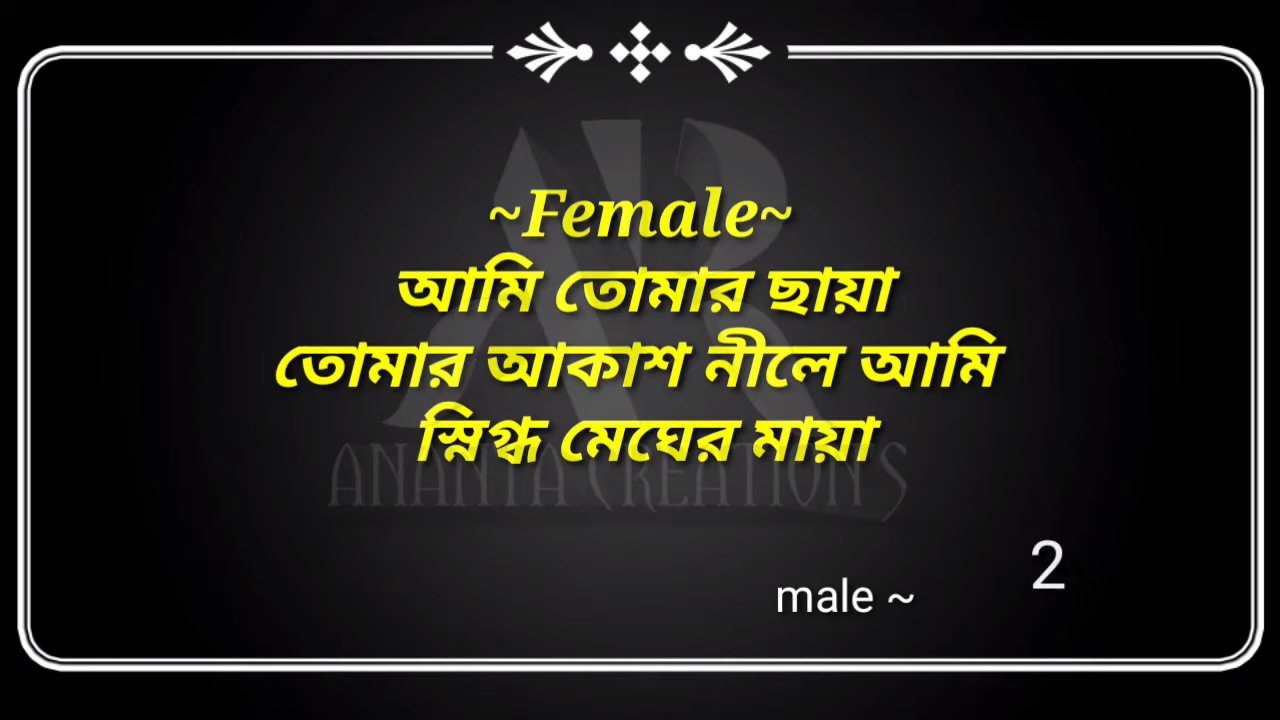 ~Female~
আমি তোমার ছায়া
তোমার আকাশ নীলে আমি
স্নিগ্ধ মেঘের মায়া
ANANTA CREATIONS
2
male ~